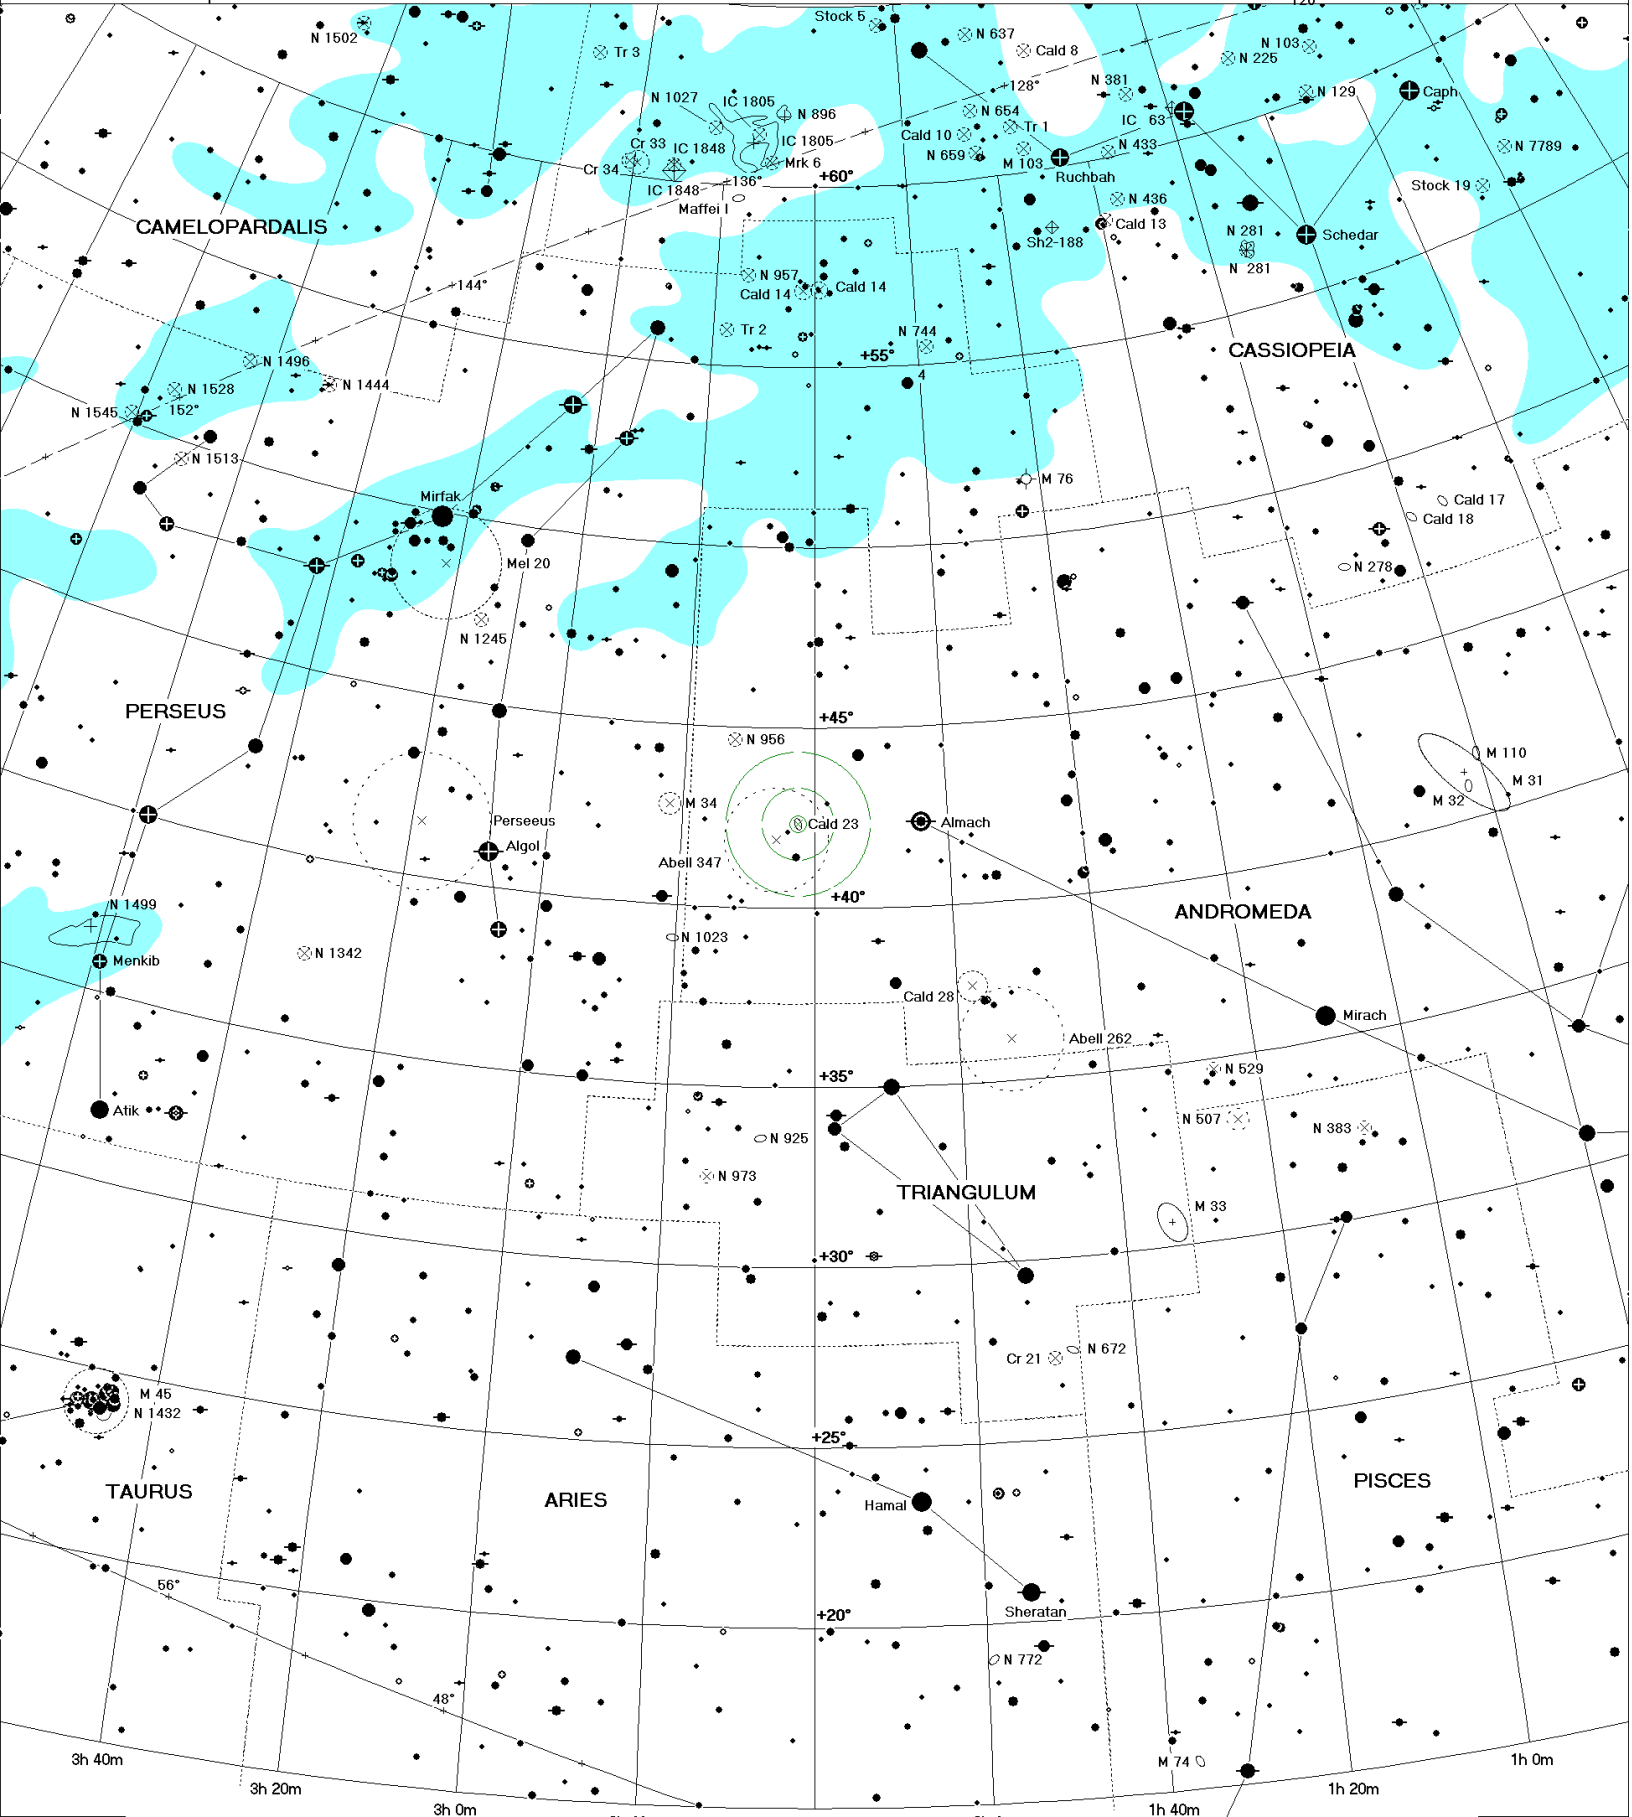 120°
Stock 5
N 1502
Tr 3
N 637
Cald 8
N 103
N 225
128°
N 381
N 1027
IC 1805
N 896
N 654
Tr 1
IC 63
N 129
Caph
Cr 33
IC 1848
IC 1805
Cald 10
N 659
M 103
N 433
N 7789
Cr 34
Mrk 6
Ruchbah
IC 1848
136°
+60°
Stock 19
Maffei I
N 436
CAMELOPARDALIS
Sh2-188
Cald 13
N 281
Schedar
N 281
144°
N 957
Cald 14
Cald 14
Tr 2
N 744
N 1496
+55°
CASSIOPEIA
4
N 1528
N 1444
N 1545
152°
N 1513
M 76
Mirfak
Cald 17
Cald 18
Mel 20
N 278
N 1245
PERSEUS
+45°
N 956
M 110
M 31
M 34
M 32
Perseeus
Cald 23
Almach
Algol
Abell 347
+40°
N 1499
ANDROMEDA
N 1023
N 1342
Menkib
Cald 28
Mirach
Abell 262
+35°
N 529
Atik
N 507
N 383
N 925
N 973
TRIANGULUM
M 33
+30°
Cr 21
N 672
M 45
N 1432
+25°
TAURUS
ARIES
PISCES
Hamal
56°
Sheratan
+20°
N 772
48°
M 74
3h 40m
3h 20m
3h 0m
1h 40m
1h 20m
1h 0m